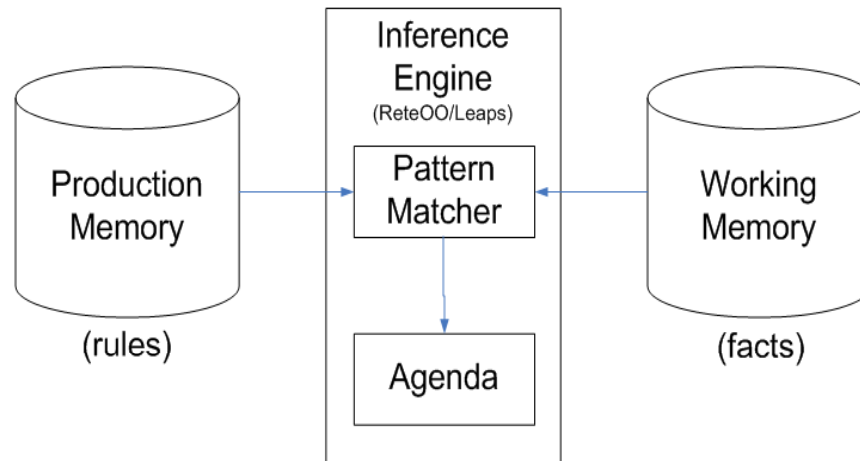 Inference
Engine
(ReteOO/Leaps)
Production
Memory
Pattern
Matcher
Working
Memory
(rules)
(facts)
Agenda